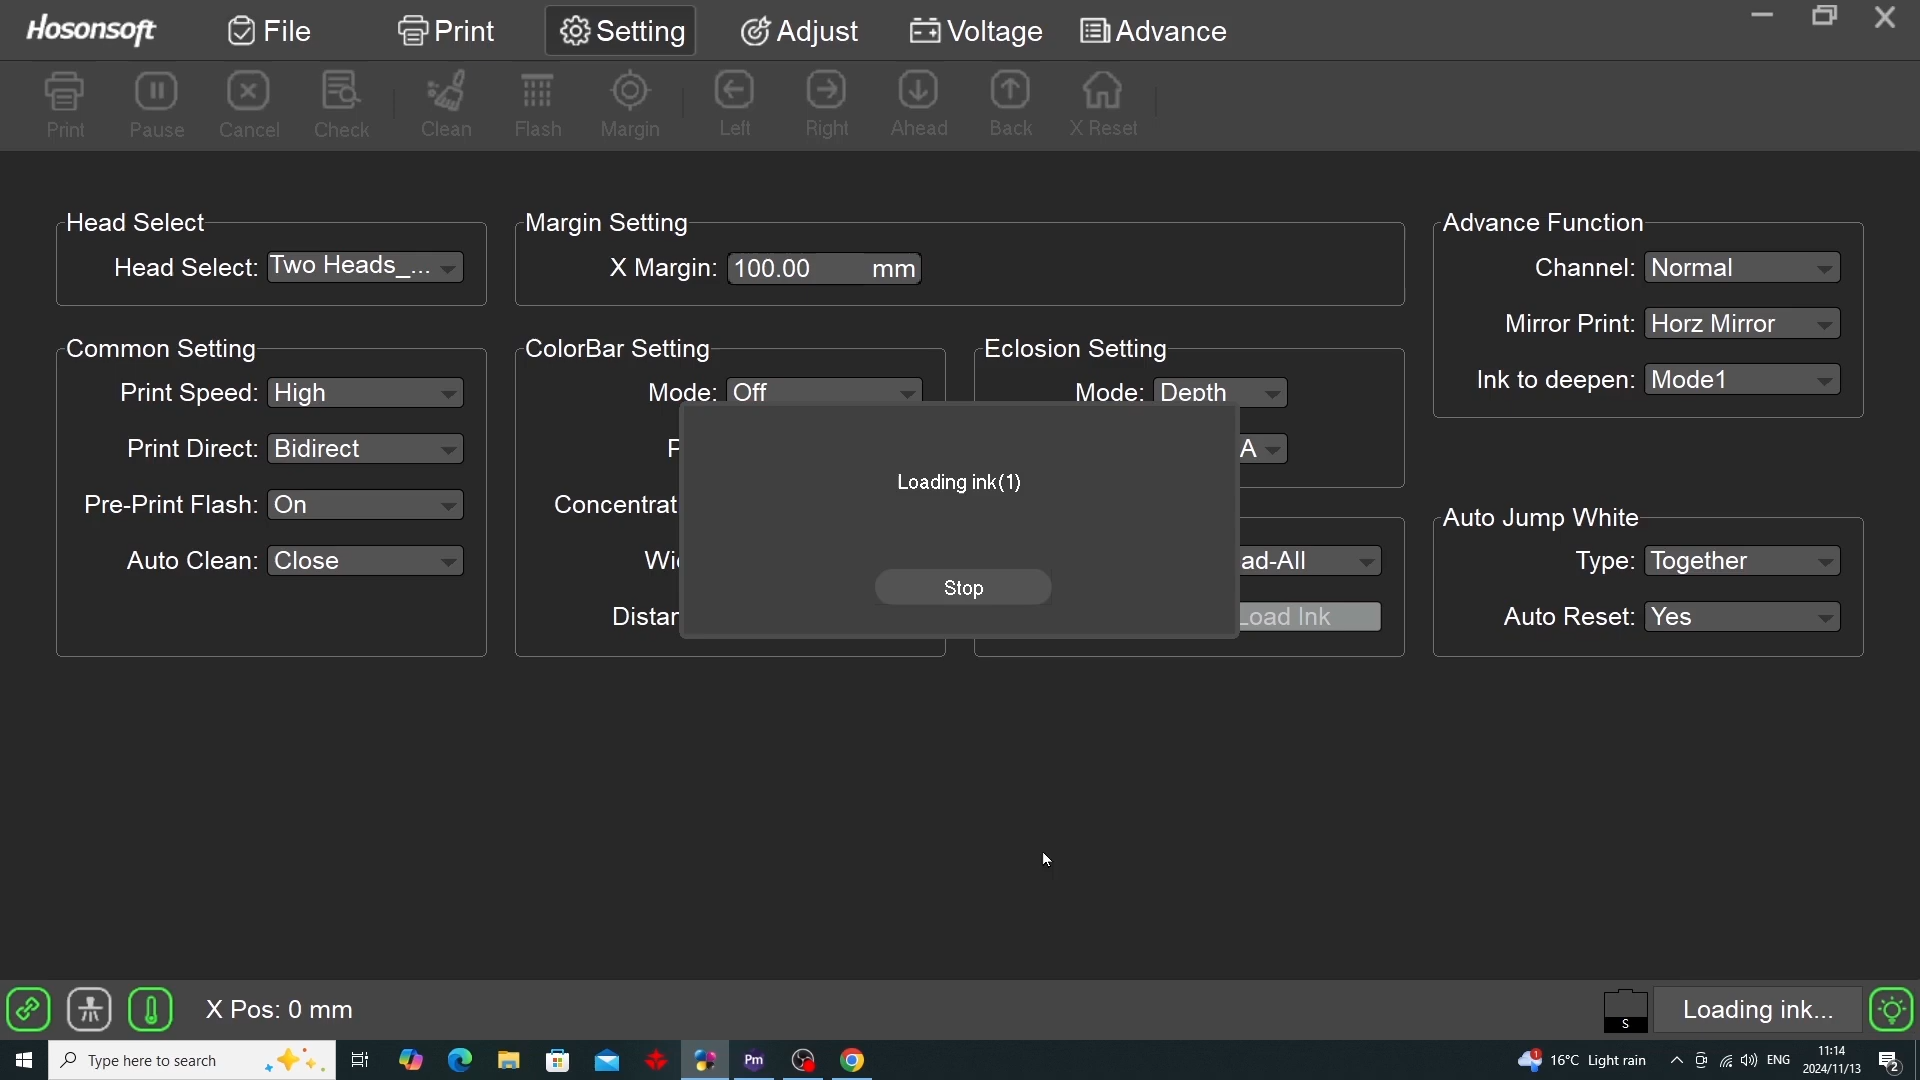 Hosonsoft File Print Setting Adjust Voltage Advance
Print Pause Cancel Check Clean Flash Margin Left Right Ahead Back X Reset
Head Select
Head Select: Two Heads_...
Margin Setting
X Margin: 100.00 mm
Advance Function
Channel: Normal
Mirror Print: Horz Mirror
Ink to deepen: Mode1
Common Setting
Print Speed: High
Print Direct: Bidirect
Pre-Print Flash: On
Auto Clean: Close
ColorBar Setting
Mode: Off
Concentrat
Distan
Eclosion Setting
Mode: Depth
A
Loading ink(1)
Stop
ad-All
Load Ink
Auto Jump White
Type: Together
Auto Reset: Yes
X Pos: 0 mm
S
Loading ink...
Type here to search
Pm
1
16°C Light rain
ENG
11:14
2024/11/13
2